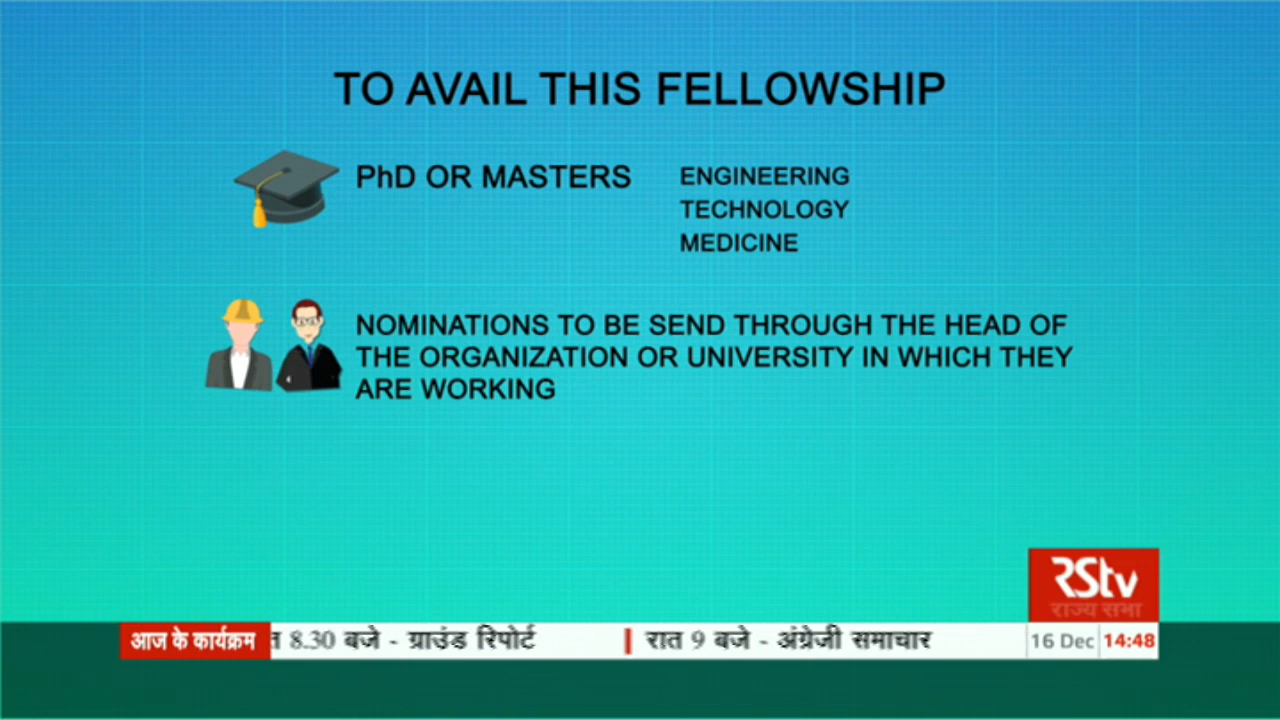 TO AVAIL THIS FELLOWSHIP
PhD OR MASTERS
ENGINEERING
TECHNOLOGY
MEDICINE
NOMINATIONS TO BE SEND THROUGH THE HEAD OF
THE ORGANIZATION OR UNIVERSITY IN WHICH THEY
ARE WORKING
RStv
राज्य सभा
आज के कार्यक्रम 8.30 बजे - ग्राउंड रिपोर्ट | रात 9 बजे - अंग्रेजी समाचार 16 Dec 14:48